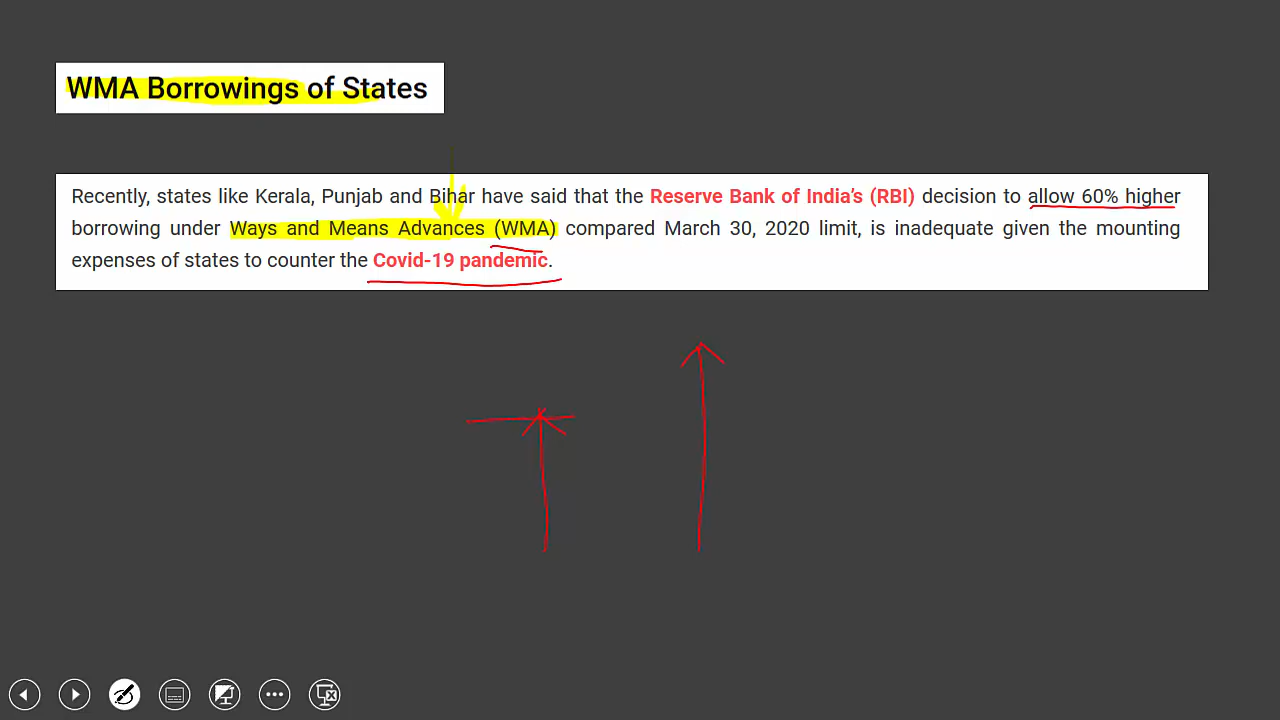 WMA Borrowings of States
Recently, states like Kerala, Punjab and Bihar have said that the Reserve Bank of India's (RBI) decision to allow 60% higher
borrowing under Ways and Means Advances (WMA) compared March 30, 2020 limit, is inadequate given the mounting
expenses of states to counter the Covid-19 pandemic.